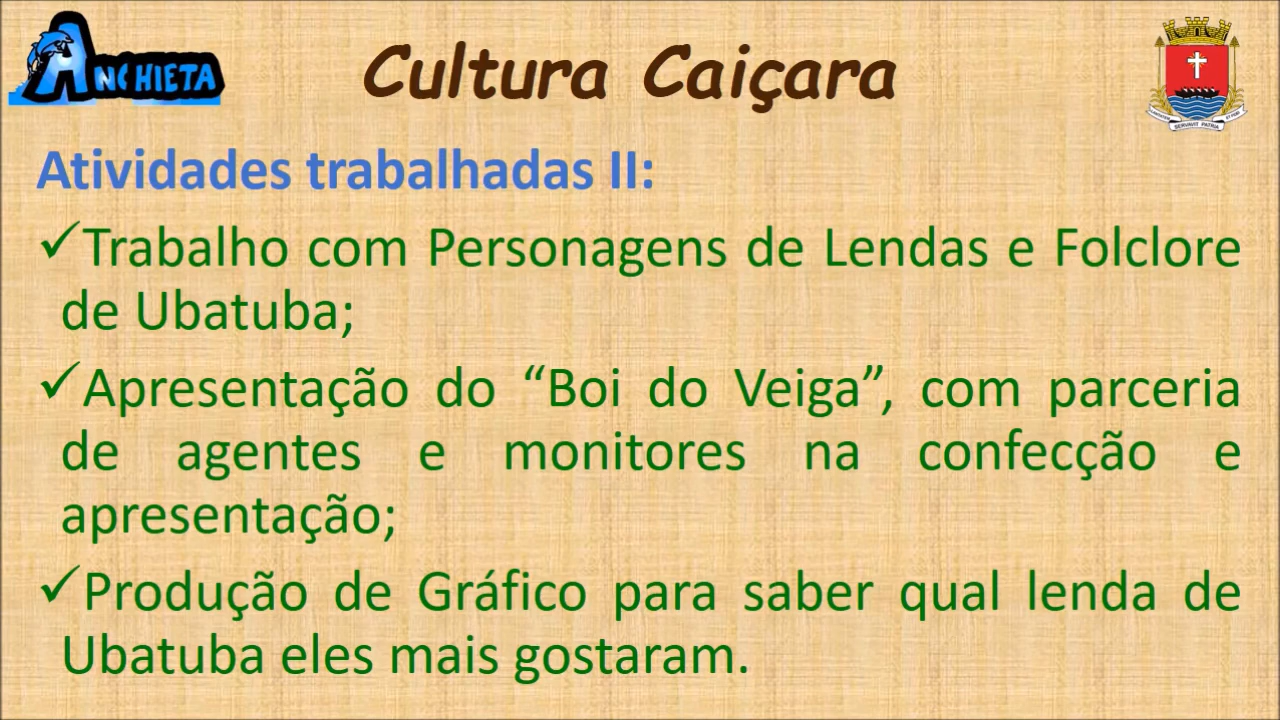 ANCHIETA
Cultura Caiçara
SERVAVIT PATRIA
Atividades trabalhadas II:
✓Trabalho com Personagens de Lendas e Folclore
de Ubatuba;
✓Apresentação do “Boi do Veiga”, com parceria
de agentes e monitores na confecção e
apresentação;
✓Produção de Gráfico para saber qual lenda de
Ubatuba eles mais gostaram.